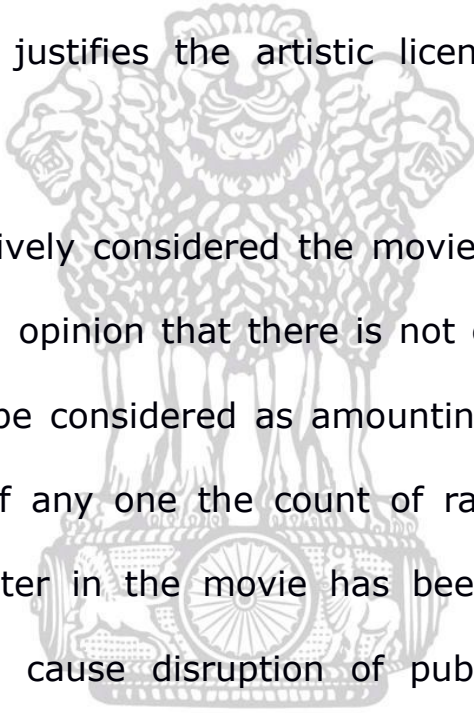 justifies the artistic licen
ively considered the movie
opinion that there is not
be considered as amountin
any one the count of ra
ter in the movie has bee
cause disruption of pub